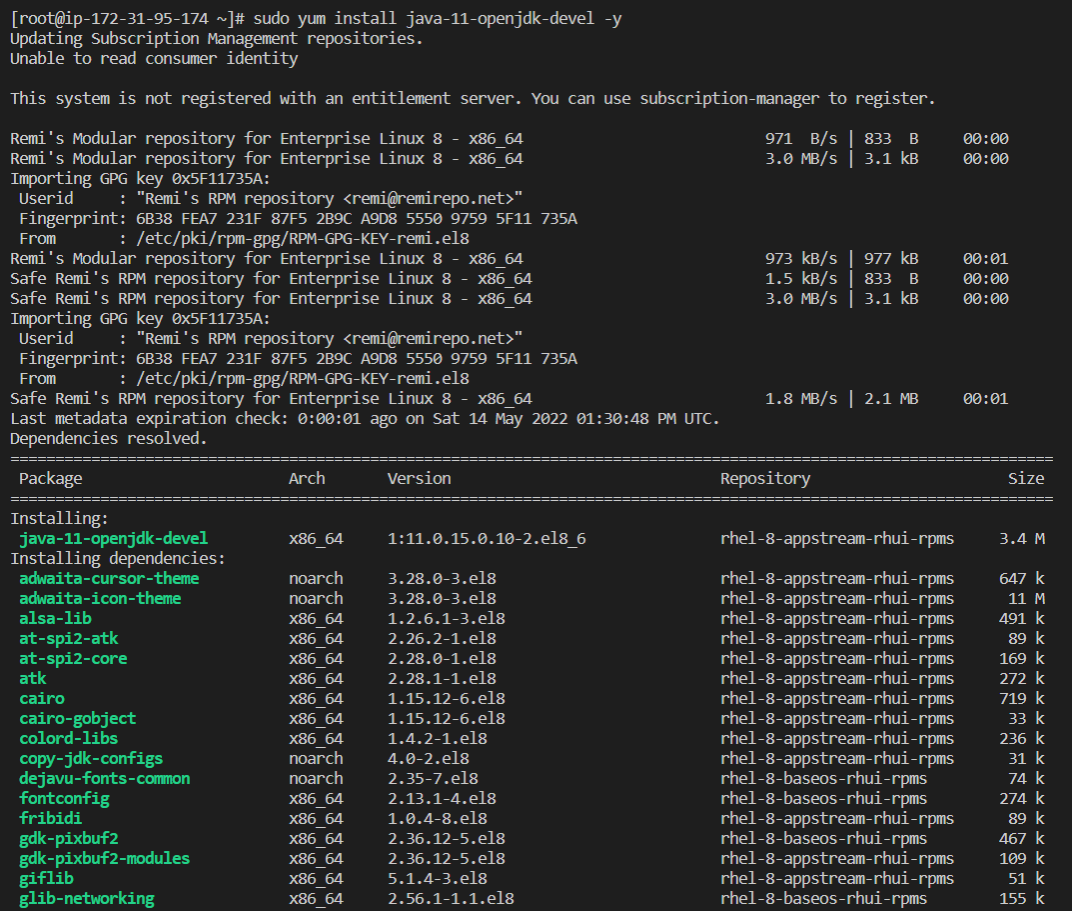 [root@ip-172-31-95-174 ~]# sudo yum install java-11-openjdk-devel -y
Updating Subscription Management repositories.
Unable to read consumer identity
This system is not registered with an entitlement server. You can use subscription-manager to register.
Remi's Modular repository for Enterprise Linux 8 - x86_64 971 B/s | 833 B 00:00
Remi's Modular repository for Enterprise Linux 8 - x86_64 3.0 MB/s | 3.1 kB 00:00
Importing GPG key 0x5F11735A:
Userid : "Remi's RPM repository <remi@remirepo.net>"
Fingerprint: 6B38 FEA7 231F 87F5 2B9C A9D8 5550 9759 5F11 735A
From : /etc/pki/rpm-gpg/RPM-GPG-KEY-remi.el8
Remi's Modular repository for Enterprise Linux 8 - x86_64 973 kB/s | 977 kB 00:01
Safe Remi's RPM repository for Enterprise Linux 8 - x86_64 1.5 kB/s | 833 B 00:00
Safe Remi's RPM repository for Enterprise Linux 8 - x86_64 3.0 MB/s | 3.1 kB 00:00
Importing GPG key 0x5F11735A:
Userid : "Remi's RPM repository <remi@remirepo.net>"
Fingerprint: 6B38 FEA7 231F 87F5 2B9C A9D8 5550 9759 5F11 735A
From : /etc/pki/rpm-gpg/RPM-GPG-KEY-remi.el8
Safe Remi's RPM repository for Enterprise Linux 8 - x86_64 1.8 MB/s | 2.1 MB 00:01
Last metadata expiration check: 0:00:01 ago on Sat 14 May 2022 01:30:48 PM UTC.
Dependencies resolved.
Package Arch Version Repository Size
Installing:
java-11-openjdk-devel x86_64 1:11.0.15.0.10-2.el8_6 rhel-8-appstream-rhui-rpms 3.4 M
Installing dependencies:
adwaita-cursor-theme noarch 3.28.0-3.el8 rhel-8-appstream-rhui-rpms 647 k
adwaita-icon-theme noarch 3.28.0-3.el8 rhel-8-appstream-rhui-rpms 11 M
alsa-lib x86_64 1.2.6.1-3.el8 rhel-8-appstream-rhui-rpms 491 k
at-spi2-atk x86_64 2.26.2-1.el8 rhel-8-appstream-rhui-rpms 89 k
at-spi2-core x86_64 2.28.0-1.el8 rhel-8-appstream-rhui-rpms 169 k
atk x86_64 2.28.1-1.el8 rhel-8-appstream-rhui-rpms 272 k
cairo x86_64 1.15.12-6.el8 rhel-8-appstream-rhui-rpms 719 k
cairo-gobject x86_64 1.15.12-6.el8 rhel-8-appstream-rhui-rpms 33 k
colord-libs x86_64 1.4.2-1.el8 rhel-8-appstream-rhui-rpms 236 k
copy-jdk-configs noarch 4.0-2.el8 rhel-8-appstream-rhui-rpms 31 k
dejavu-fonts-common noarch 2.35-7.el8 rhel-8-baseos-rhui-rpms 74 k
fontconfig x86_64 2.13.1-4.el8 rhel-8-baseos-rhui-rpms 274 k
fribidi x86_64 1.0.4-8.el8 rhel-8-appstream-rhui-rpms 89 k
gdk-pixbuf2 x86_64 2.36.12-5.el8 rhel-8-baseos-rhui-rpms 467 k
gdk-pixbuf2-modules x86_64 2.36.12-5.el8 rhel-8-appstream-rhui-rpms 109 k
giflib x86_64 5.1.4-3.el8 rhel-8-appstream-rhui-rpms 51 k
glib-networking x86_64 2.56.1-1.1.el8 rhel-8-baseos-rhui-rpms 155 k